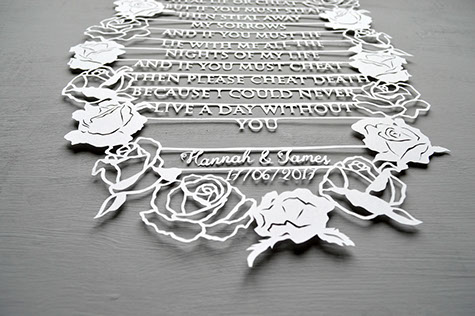 THEN STEAL AWAY
MY SORROWS
AND IF YOU MUST LIE
LIE WITH ME ALL THE
NIGHTS OF MY LIFE
AND IF YOU MUST CHEAT
THEN PLEASE CHEAT DEATH
BECAUSE I COULD NEVER
LIVE A DAY WITHOUT
YOU
Hannah & James
17/06/2017